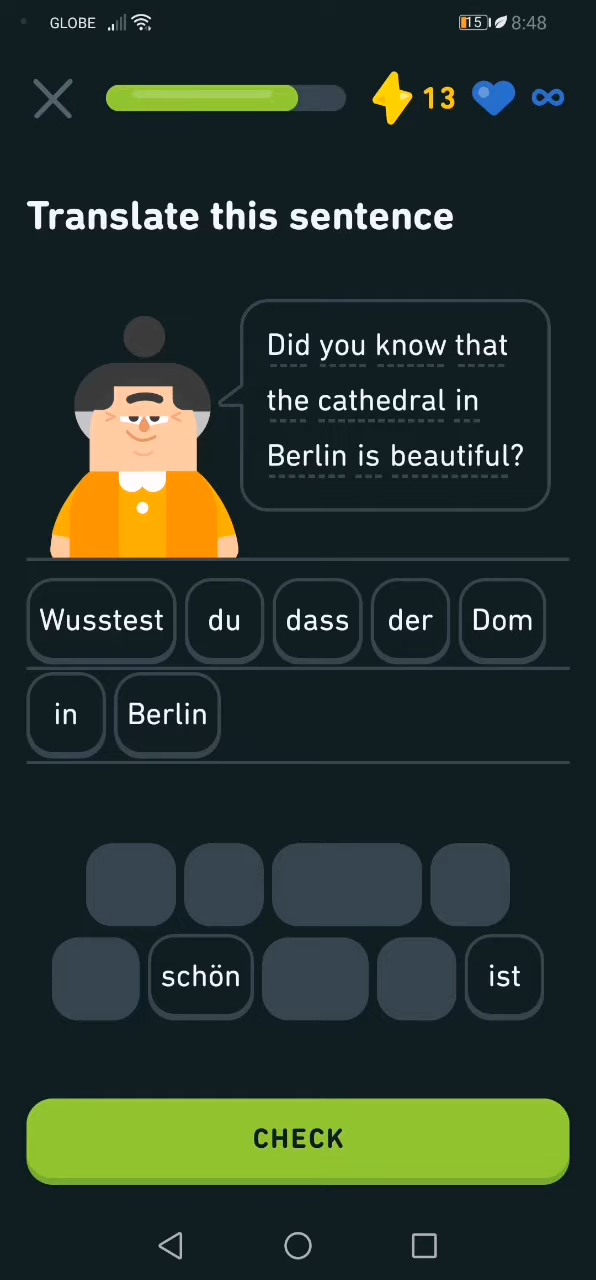 GLOBE 15 8:48
13 ∞
Translate this sentence
Did you know that
the cathedral in
Berlin is beautiful?
Wusstest du dass der Dom
in Berlin
schön ist
CHECK